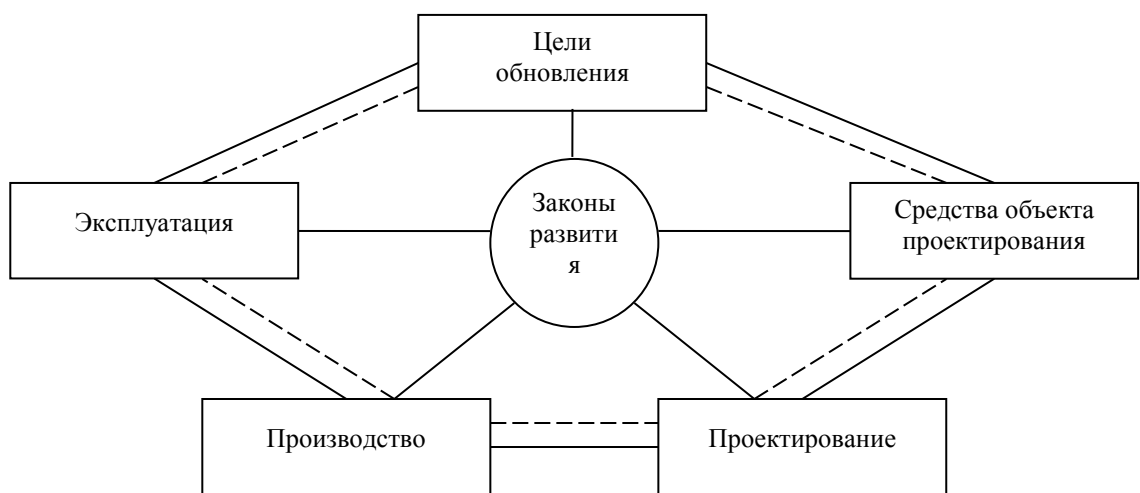 Цели
обновления
Эксплуатация
Законы
развити
я
Средства объекта
проектирования
Производство
Проектирование